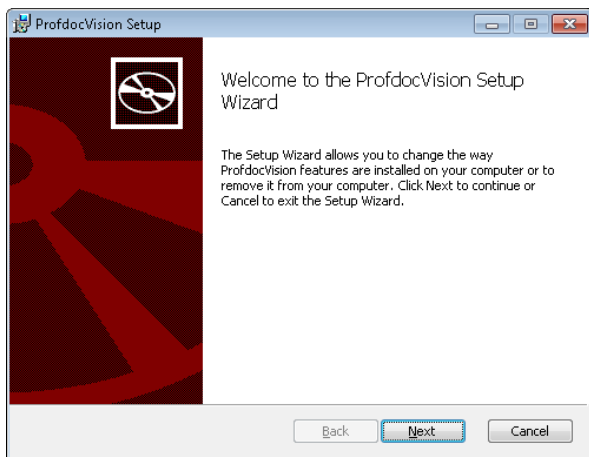 ProfdocVision Setup
Welcome to the ProfdocVision Setup
Wizard
The Setup Wizard allows you to change the way
ProfdocVision features are installed on your computer or to
remove it from your computer. Click Next to continue or
Cancel to exit the Setup Wizard.
Back Next Cancel